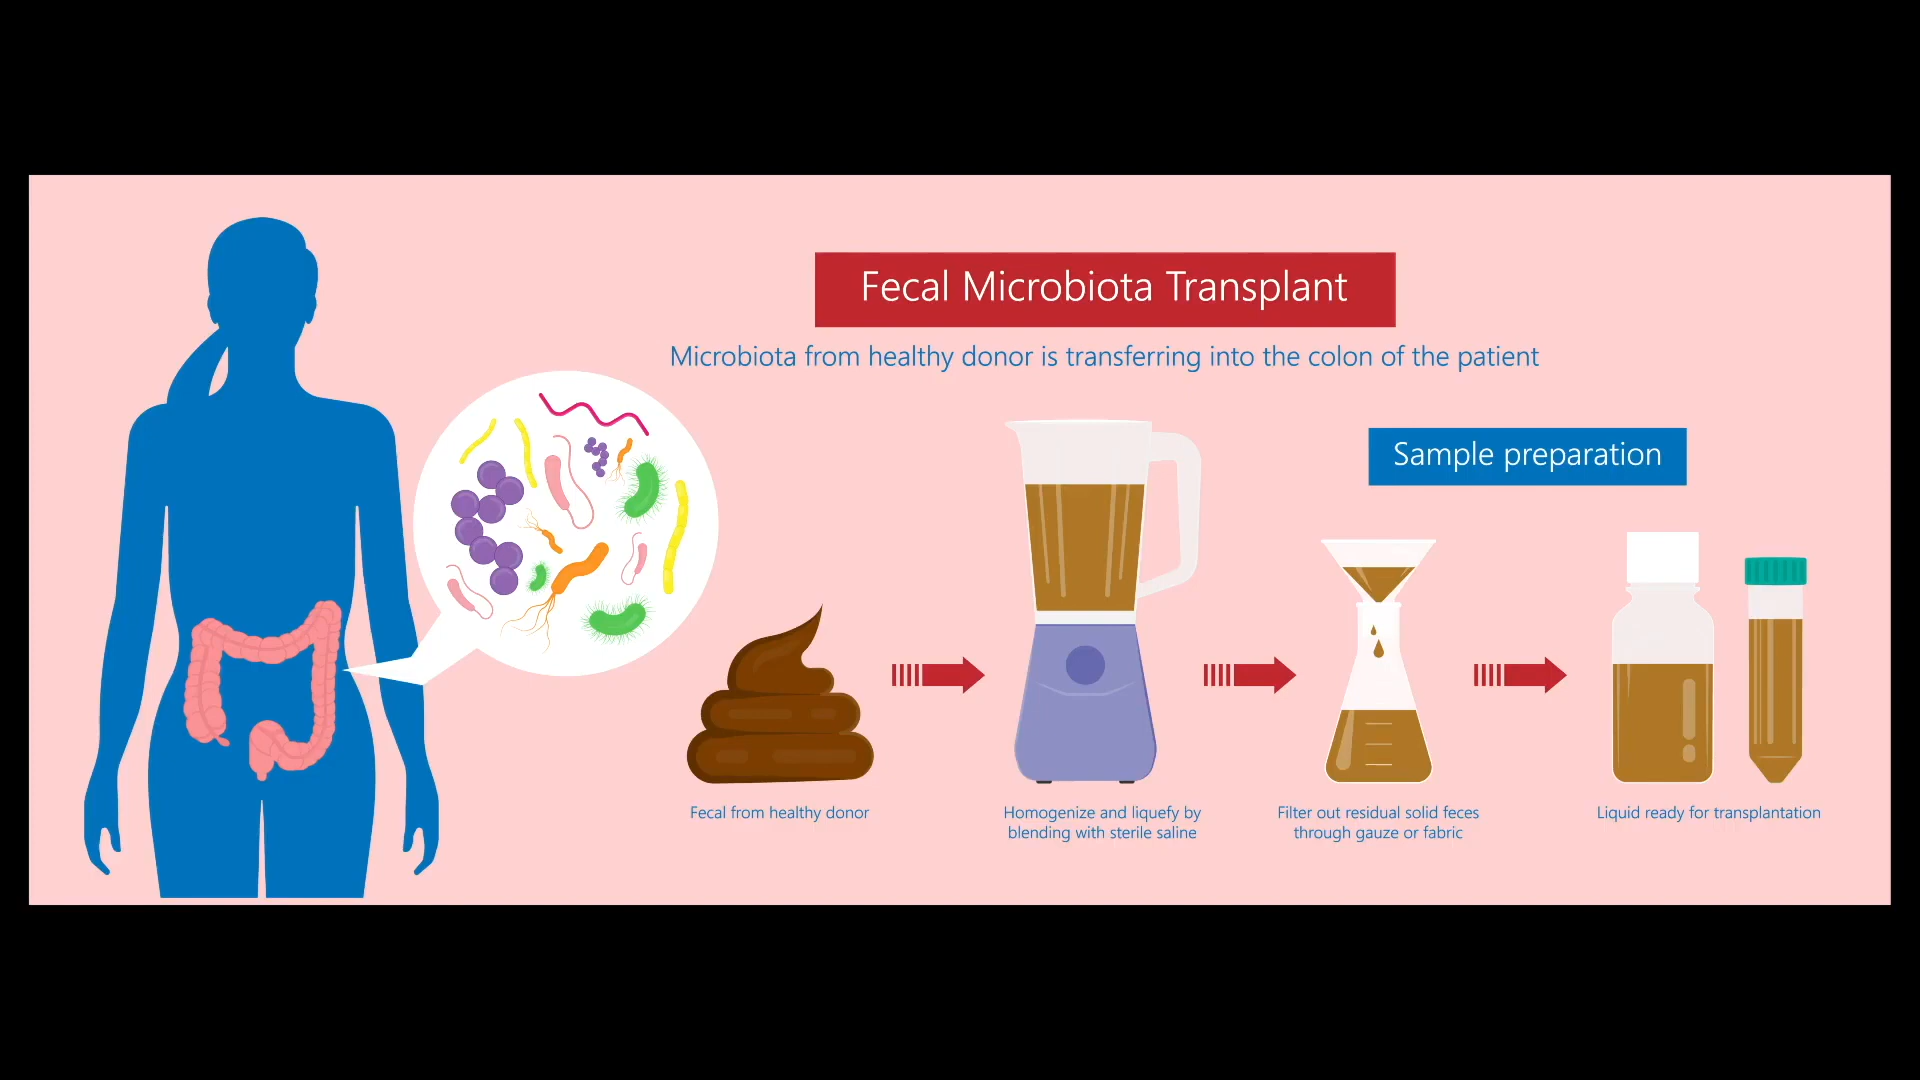 Fecal Microbiota Transplant
Microbiota from healthy donor is transferring into the colon of the patient
Sample preparation
Fecal from healthy donor
Homogenize and liquefy by
blending with sterile saline
Filter out residual solid feces
through gauze or fabric
Liquid ready for transplantation